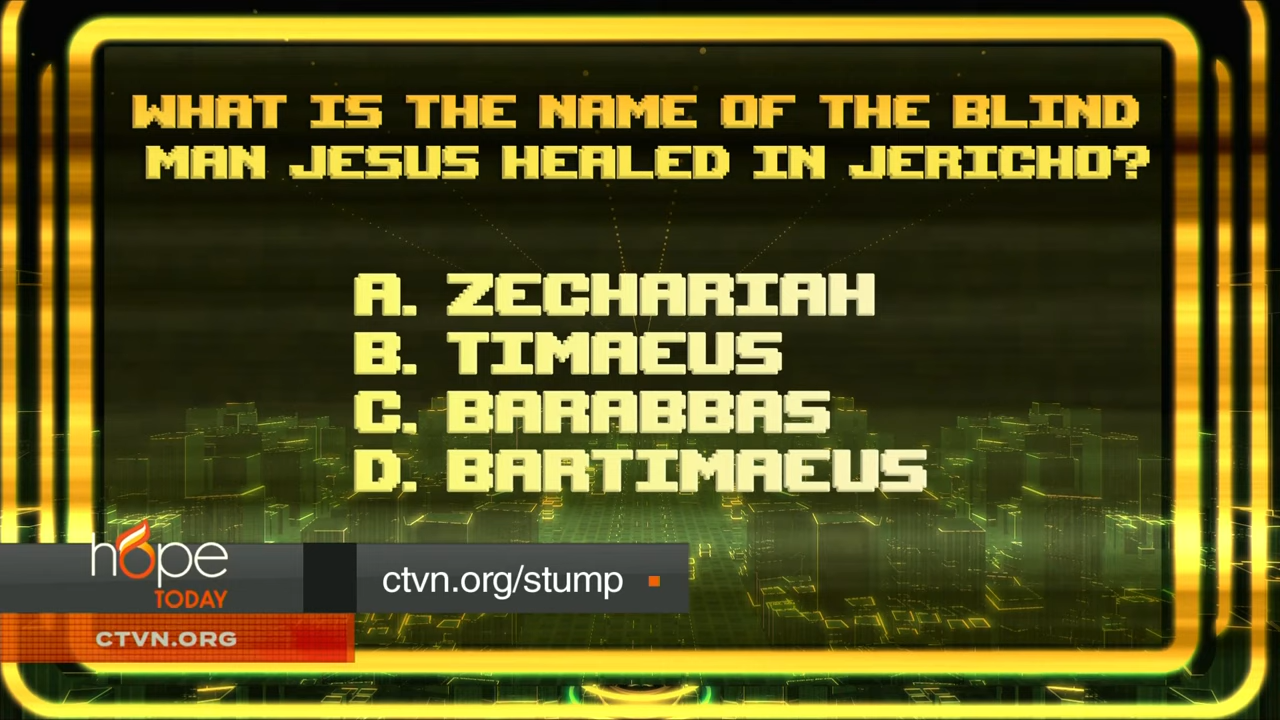 WHAT IS THE NAME OF THE BLIND
MAN JESUS HEALED IN JERICHO?
A. ZECHARIAH
B. TIMAEUS
C. BARABBAS
D. BARTIMAEUS
hope
TODAY
ctvn.org/stump
CTVN.ORG